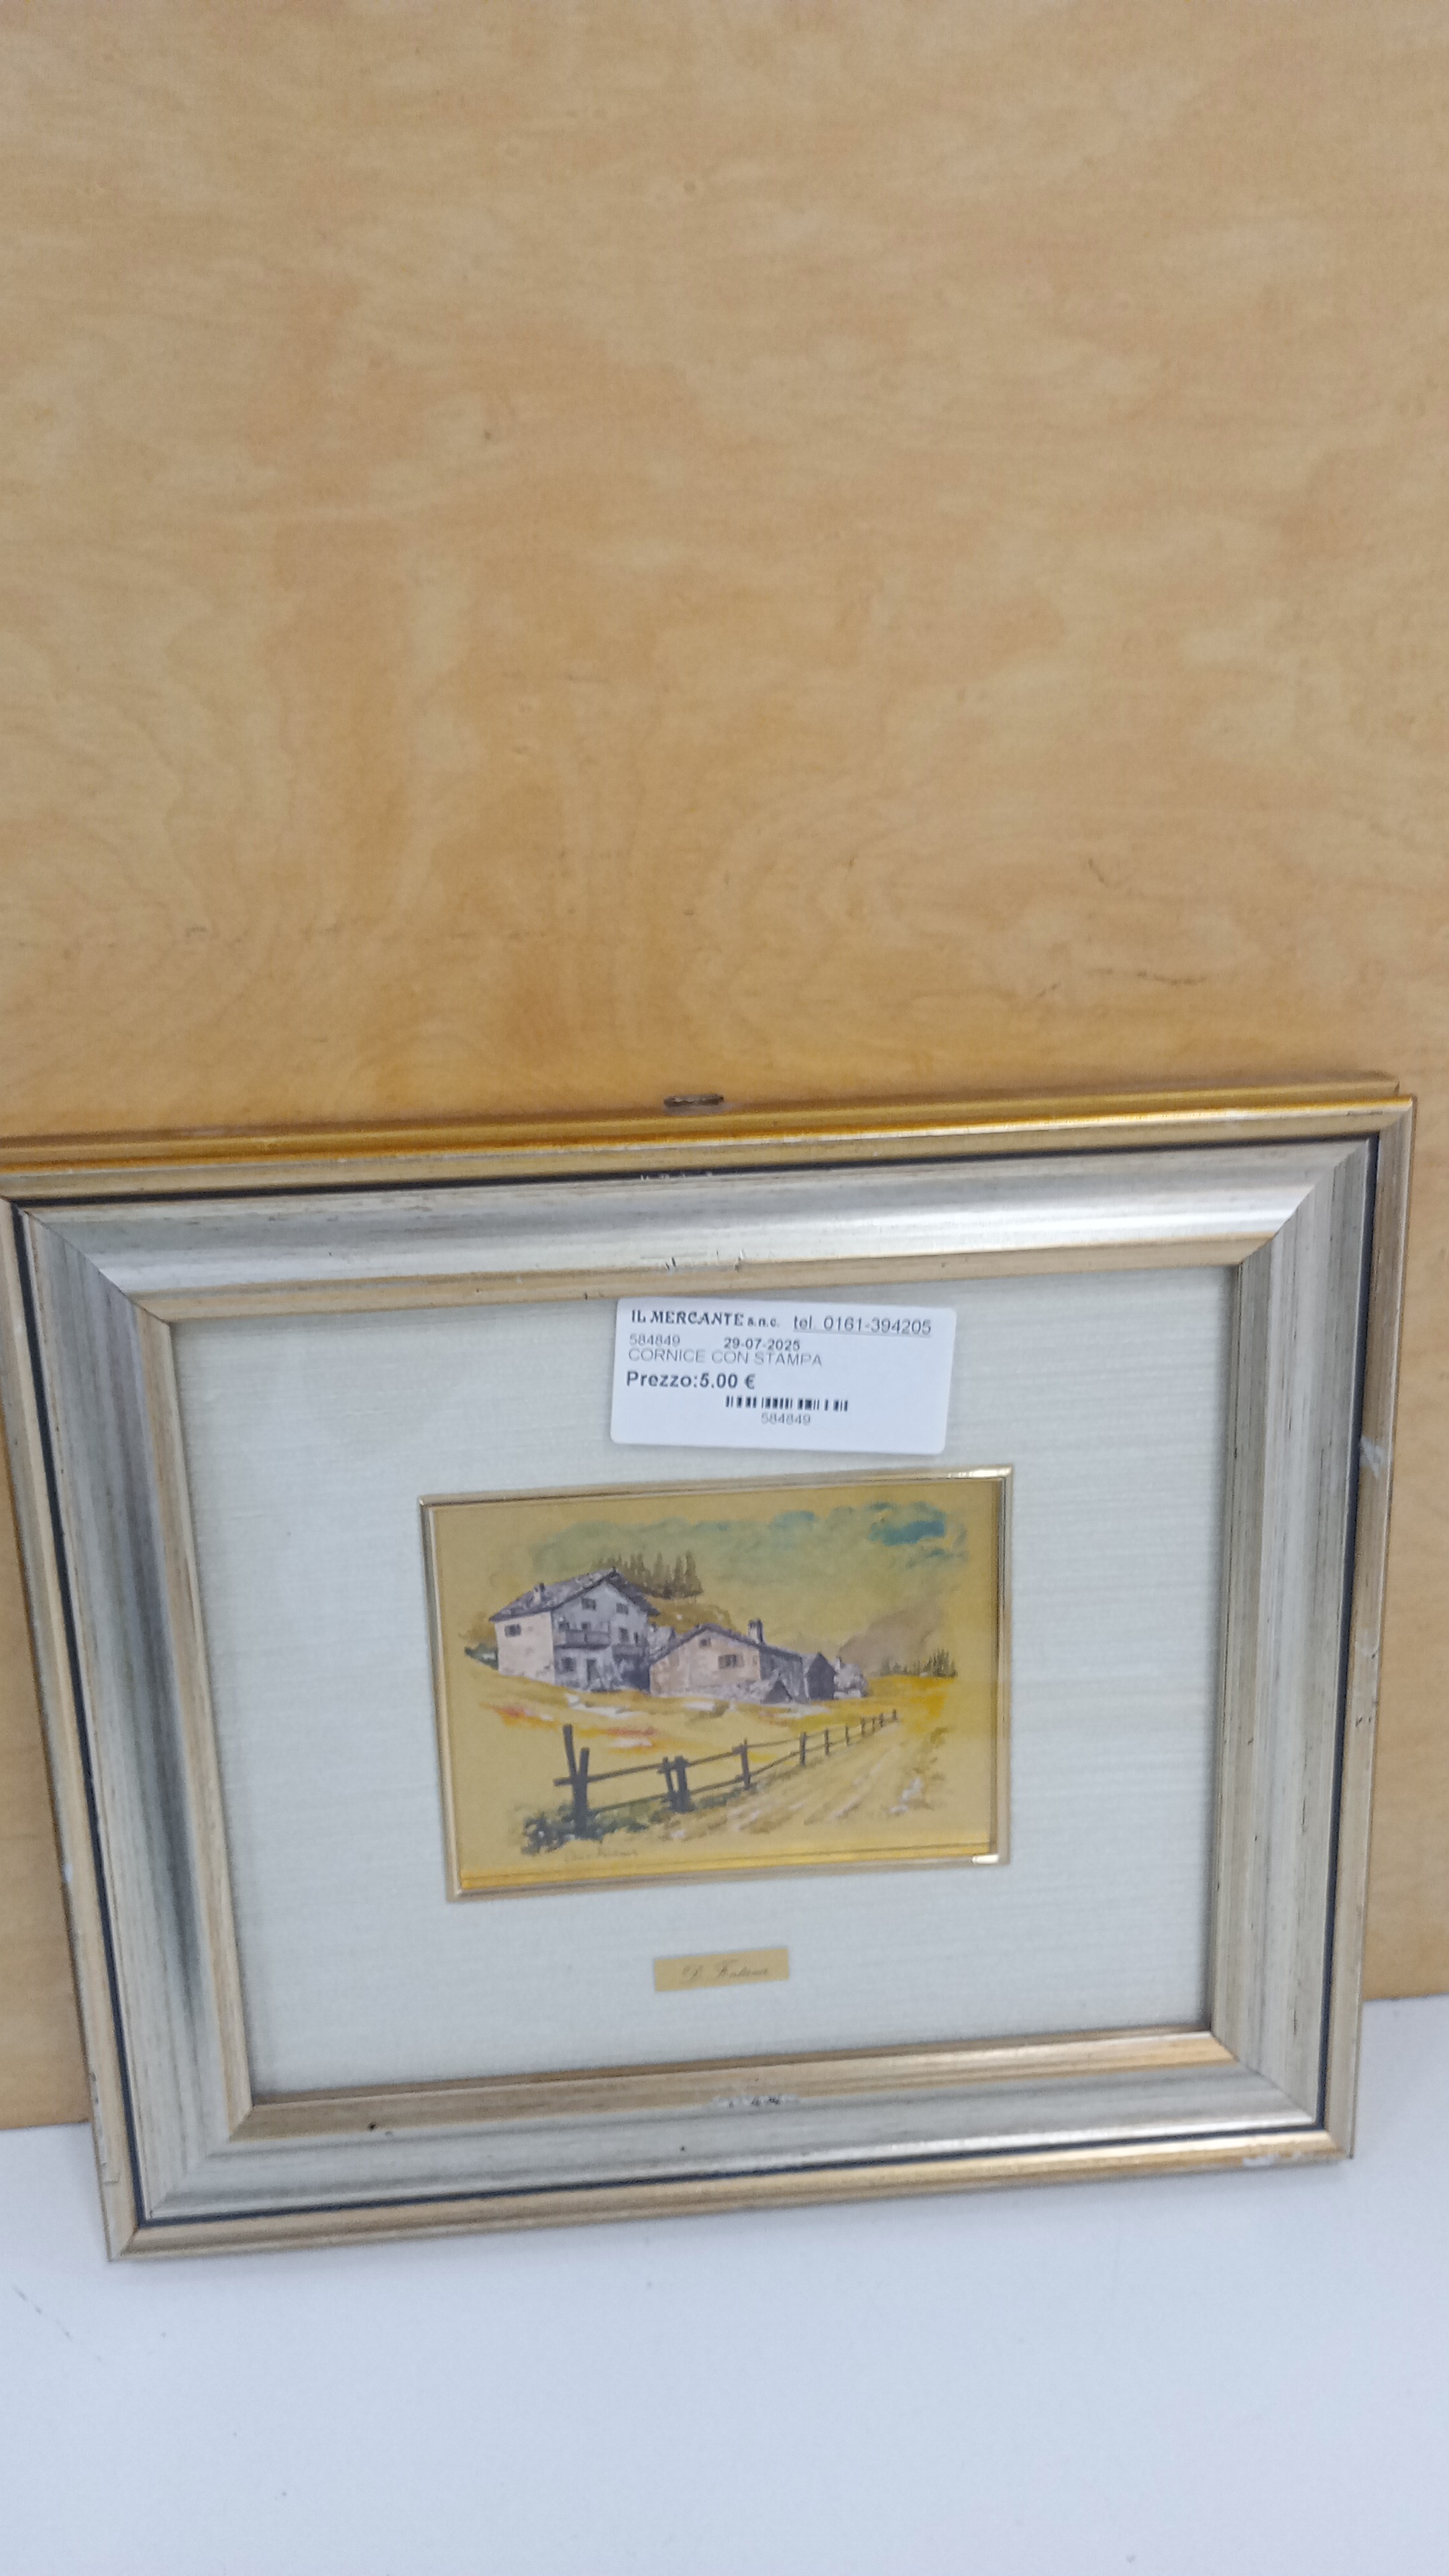 IL MERCANTE s.n.c. tel. 0161-394205
584849 29-07-2025
CORNICE CON STAMPA
Prezzo:5.00 €
584849